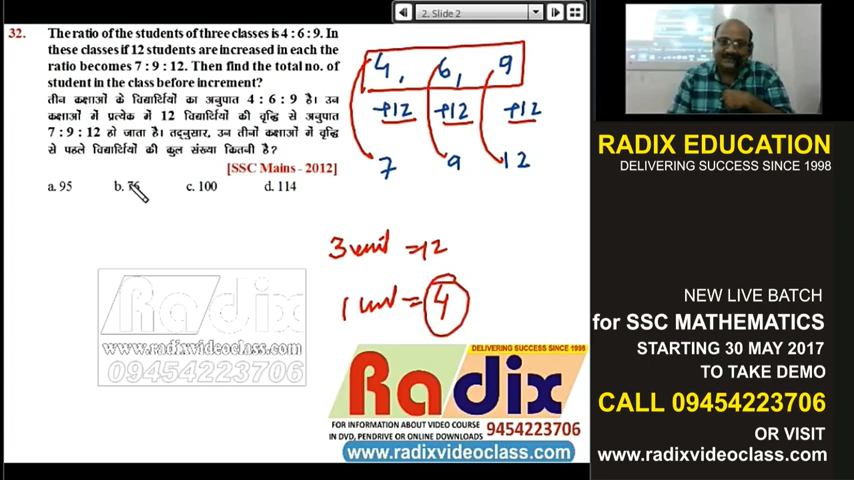 2. Slide 2
32. The ratio of the students of three classes is 4 : 6 : 9. In
these classes if 12 students are increased in each the
ratio becomes 7 : 9 : 12. Then find the total no. of
student in the class before increment?
तीन कक्षाओं के विद्यार्थियों का अनुपात 4 : 6 : 9 है। उन
कक्षाओं में प्रत्येक में 12 विद्यार्थियों की वृद्धि से अनुपात
7 : 9 : 12 हो जाता है। तद्नुसार, उन तीनों कक्षाओं में वृद्धि
से पहले विद्यार्थियों की कुल संख्या कितनी है?
[SSC Mains - 2012]
a. 95 b. 76 c. 100 d. 114
4, 6, 9
+12 +12 +12
7 9 12
3 unit = 12
1 unit = 4
Radix
www.radixvideoclass.com
09454223706
DELIVERING SUCCESS SINCE 1998
Radix
FOR INFORMATION ABOUT VIDEO COURSE
IN DVD, PENDRIVE OR ONLINE DOWNLOADS
9454223706
www.radixvideoclass.com
RADIX EDUCATION
DELIVERING SUCCESS SINCE 1998
NEW LIVE BATCH
for SSC MATHEMATICS
STARTING 30 MAY 2017
TO TAKE DEMO
CALL 09454223706
OR VISIT
www.radixvideoclass.com